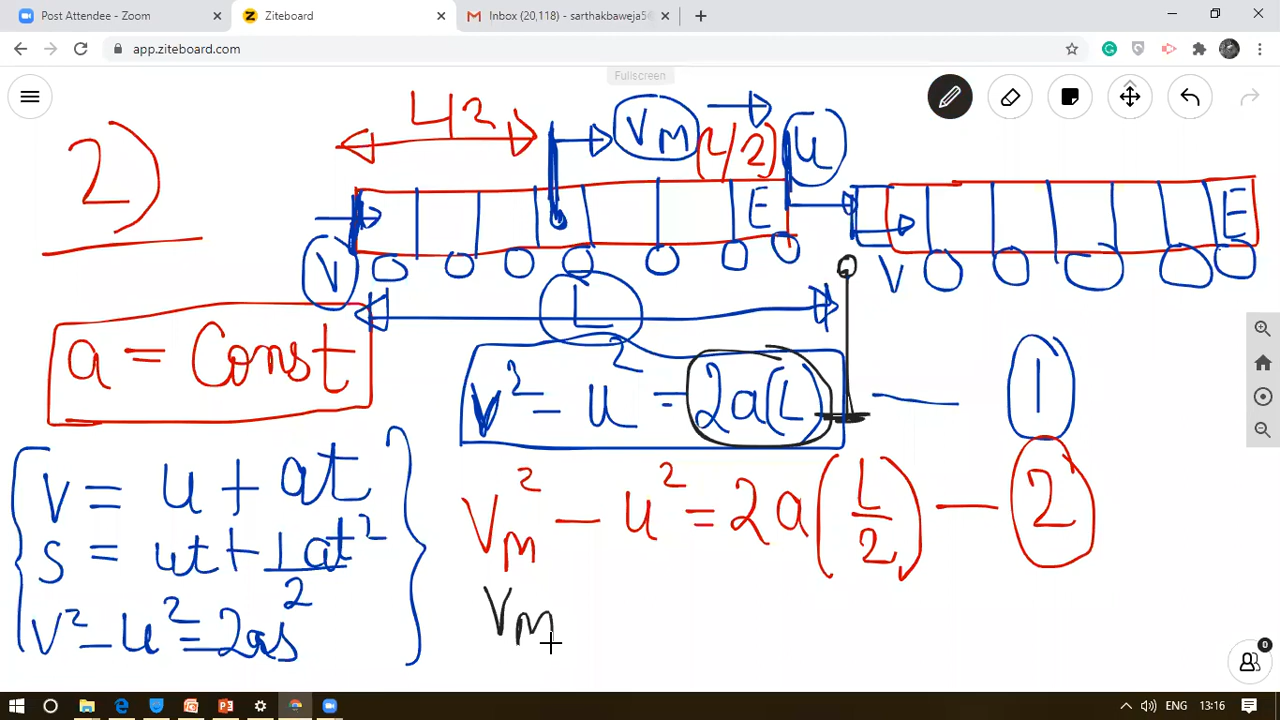 Post Attendee - Zoom
Ziteboard
Inbox (20,118) - sarthakbaweja5
app.ziteboard.com
Fullscreen
2)
L/2
VM
(L/2)
u
E
E
V
V
L
a = Const
V² - u² = 2a(L) — 1
V = u + at
VM² - u² = 2a(L/2) — 2
S = ut + 1/2 at²
V² - u² = 2as
VM
0
ENG
13:16